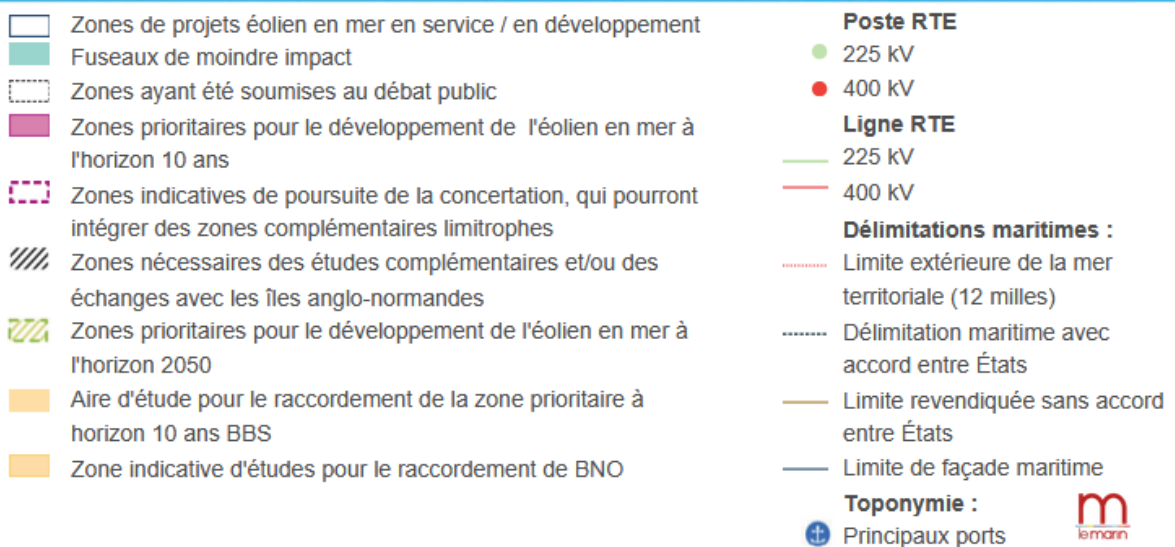 Zones de projets éolien en mer en service / en développement
Fuseaux de moindre impact
Zones ayant été soumises au débat public
Zones prioritaires pour le développement de l'éolien en mer à
l'horizon 10 ans
Zones indicatives de poursuite de la concertation, qui pourront
intégrer des zones complémentaires limitrophes
Zones nécessaires des études complémentaires et/ou des
échanges avec les îles anglo-normandes
Zones prioritaires pour le développement de l'éolien en mer à
l'horizon 2050
Aire d'étude pour le raccordement de la zone prioritaire à
horizon 10 ans BBS
Zone indicative d'études pour le raccordement de BNO
Poste RTE
225 kV
400 kV
Ligne RTE
225 kV
400 kV
Délimitations maritimes :
Limite extérieure de la mer
territoriale (12 milles)
Délimitation maritime avec
accord entre États
Limite revendiquée sans accord
entre États
Limite de façade maritime
Toponymie :
Principaux ports
m
le marin